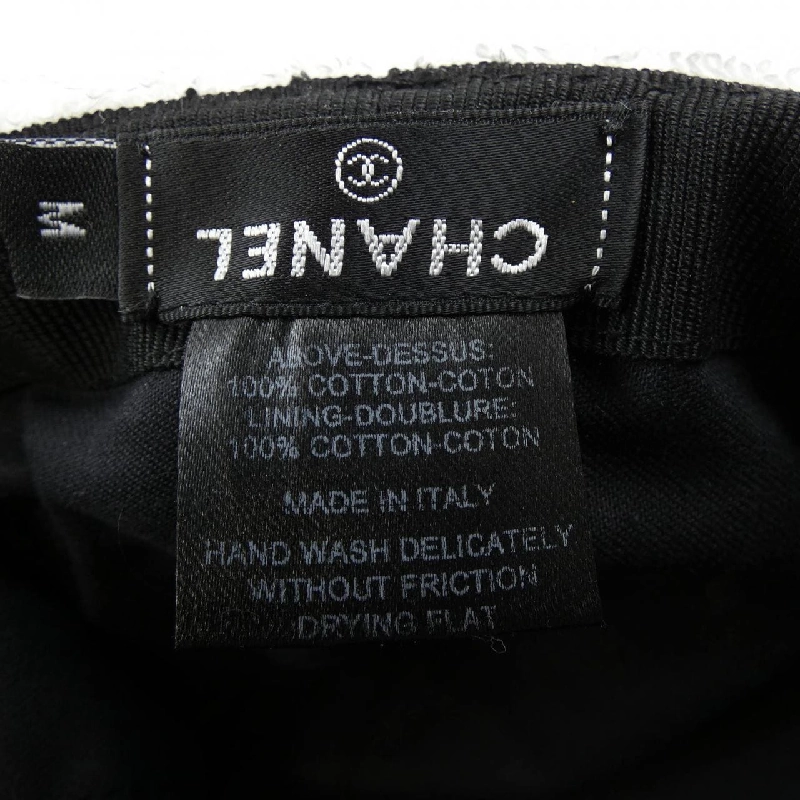 M
CHANEL
ABOVE-DESSUS:
100% COTTON-COTON
LINING-DOUBLURE:
100% COTTON-COTON
MADE IN ITALY
HAND WASH DELICATELY
WITHOUT FRICTION
DRYING FLAT